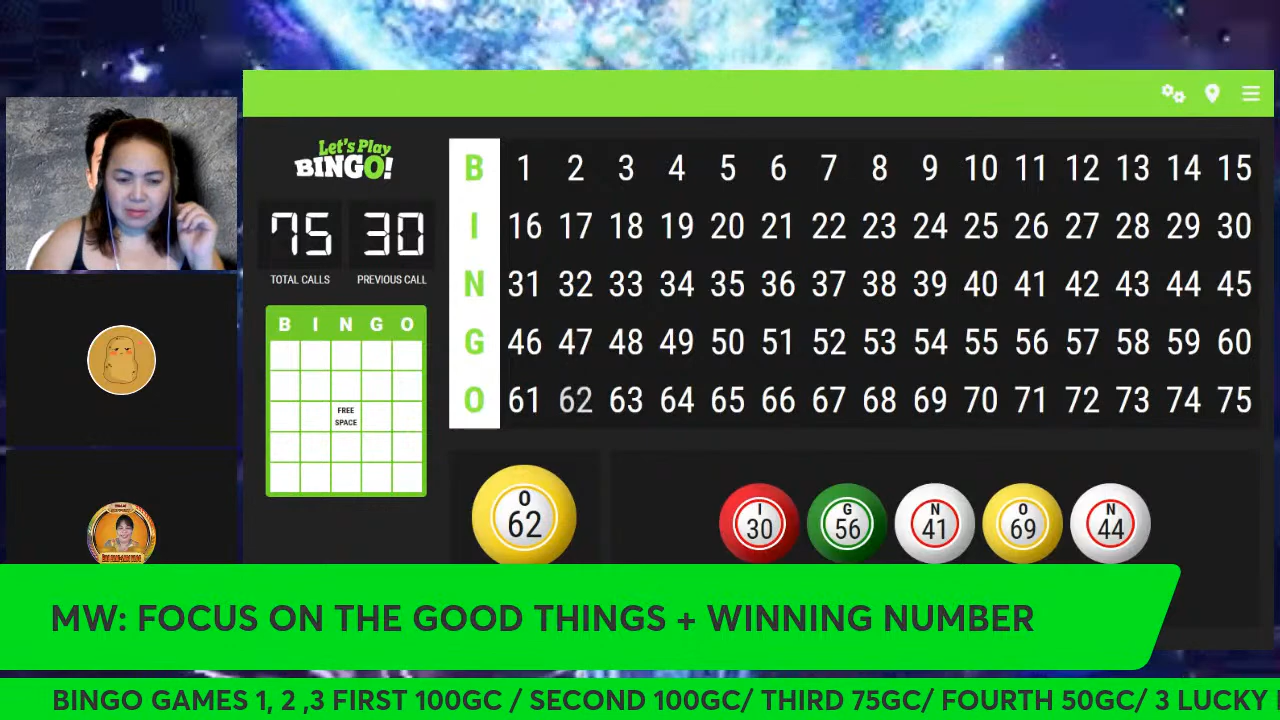 Let's Play
BINGO!
75 30
TOTAL CALLS PREVIOUS CALL
B I N G O
FREE
SPACE
B 1 2 3 4 5 6 7 8 9 10 11 12 13 14 15
I 16 17 18 19 20 21 22 23 24 25 26 27 28 29 30
N 31 32 33 34 35 36 37 38 39 40 41 42 43 44 45
G 46 47 48 49 50 51 52 53 54 55 56 57 58 59 60
O 61 62 63 64 65 66 67 68 69 70 71 72 73 74 75
O
62
I
30
G
56
N
41
O
69
N
44
MW: FOCUS ON THE GOOD THINGS + WINNING NUMBER
BINGO GAMES 1, 2 ,3 FIRST 100GC / SECOND 100GC/ THIRD 75GC/ FOURTH 50GC/ 3 LUCKY